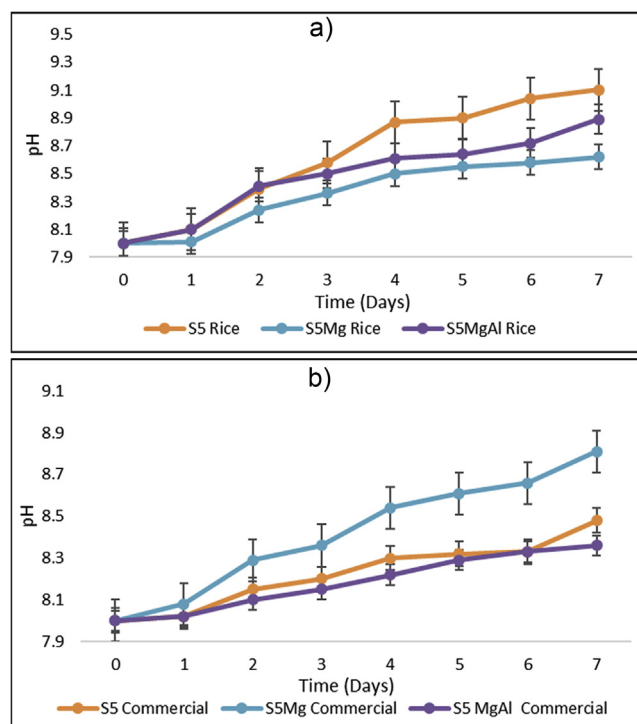 a)
9.5
9.3
9.1
8.9
8.7
8.5
8.3
8.1
7.9
pH
0 1 2 3 4 5 6 7
Time (Days)
S5 Rice S5Mg Rice S5MgAl Rice
b)
9.1
8.9
8.7
8.5
8.3
8.1
7.9
pH
0 1 2 3 4 5 6 7
Time (Days)
S5 Commercial S5Mg Commercial S5 MgAl Commercial